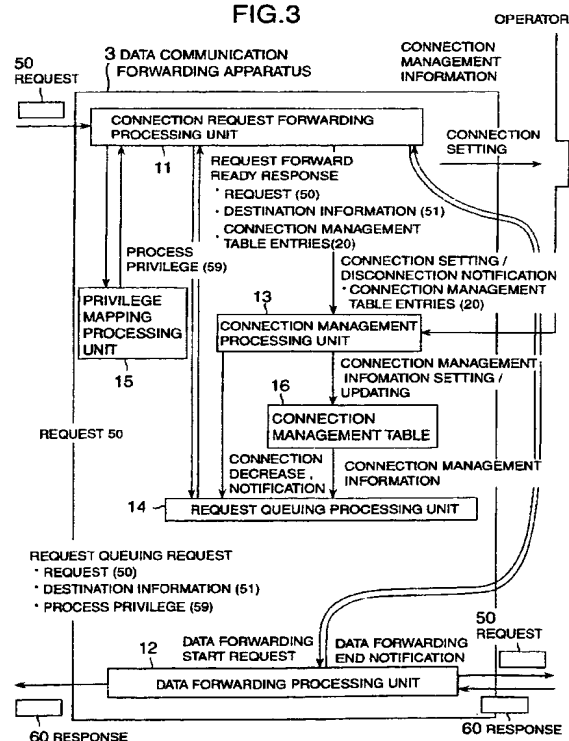 FIG.3
OPERATOR
50
REQUEST
3 DATA COMMUNICATION
FORWARDING APPARATUS
CONNECTION
MANAGEMENT
INFORMATION
CONNECTION REQUEST FORWARDING
PROCESSING UNIT
11
CONNECTION
SETTING
REQUEST FORWARD
READY RESPONSE
• REQUEST (50)
• DESTINATION INFORMATION (51)
• CONNECTION MANAGEMENT
TABLE ENTRIES(20)
PROCESS
PRIVILEGE (59)
CONNECTION SETTING /
DISCONNECTION NOTIFICATION
• CONNECTION MANAGEMENT
TABLE ENTRIES (20)
PRIVILEGE
MAPPING
PROCESSING
UNIT
15
13
CONNECTION MANAGEMENT
PROCESSING UNIT
CONNECTION MANAGEMENT
INFOMATION SETTING /
UPDATING
16
CONNECTION
MANAGEMENT TABLE
REQUEST 50
CONNECTION
DECREASE,
NOTIFICATION
CONNECTION MANAGEMENT
INFORMATION
14
REQUEST QUEUING PROCESSING UNIT
REQUEST QUEUING REQUEST
• REQUEST (50)
• DESTINATION INFORMATION (51)
• PROCESS PRIVILEGE (59)
50
REQUEST
DATA FORWARDING
START REQUEST
DATA FORWARDING
END NOTIFICATION
12
DATA FORWARDING PROCESSING UNIT
60 RESPONSE
60 RESPONSE